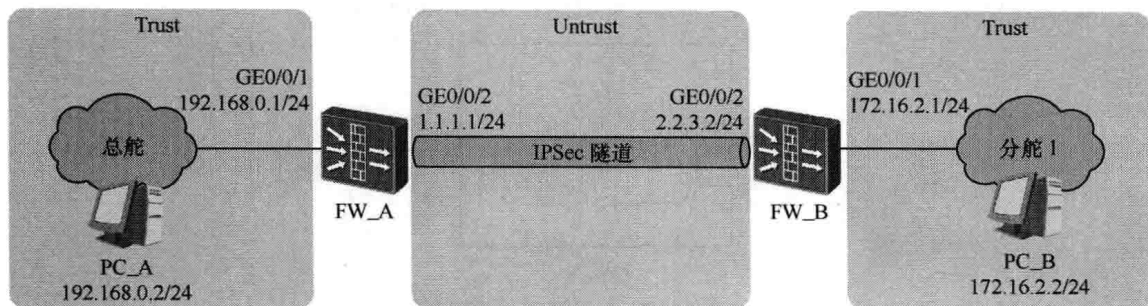 Trust
Untrust
Trust
GE0/0/1
192.168.0.1/24
GE0/0/2
1.1.1.1/24
GE0/0/2
2.2.3.2/24
GE0/0/1
172.16.2.1/24
总舵
IPSec 隧道
分舵 1
FW_A
FW_B
PC_A
192.168.0.2/24
PC_B
172.16.2.2/24